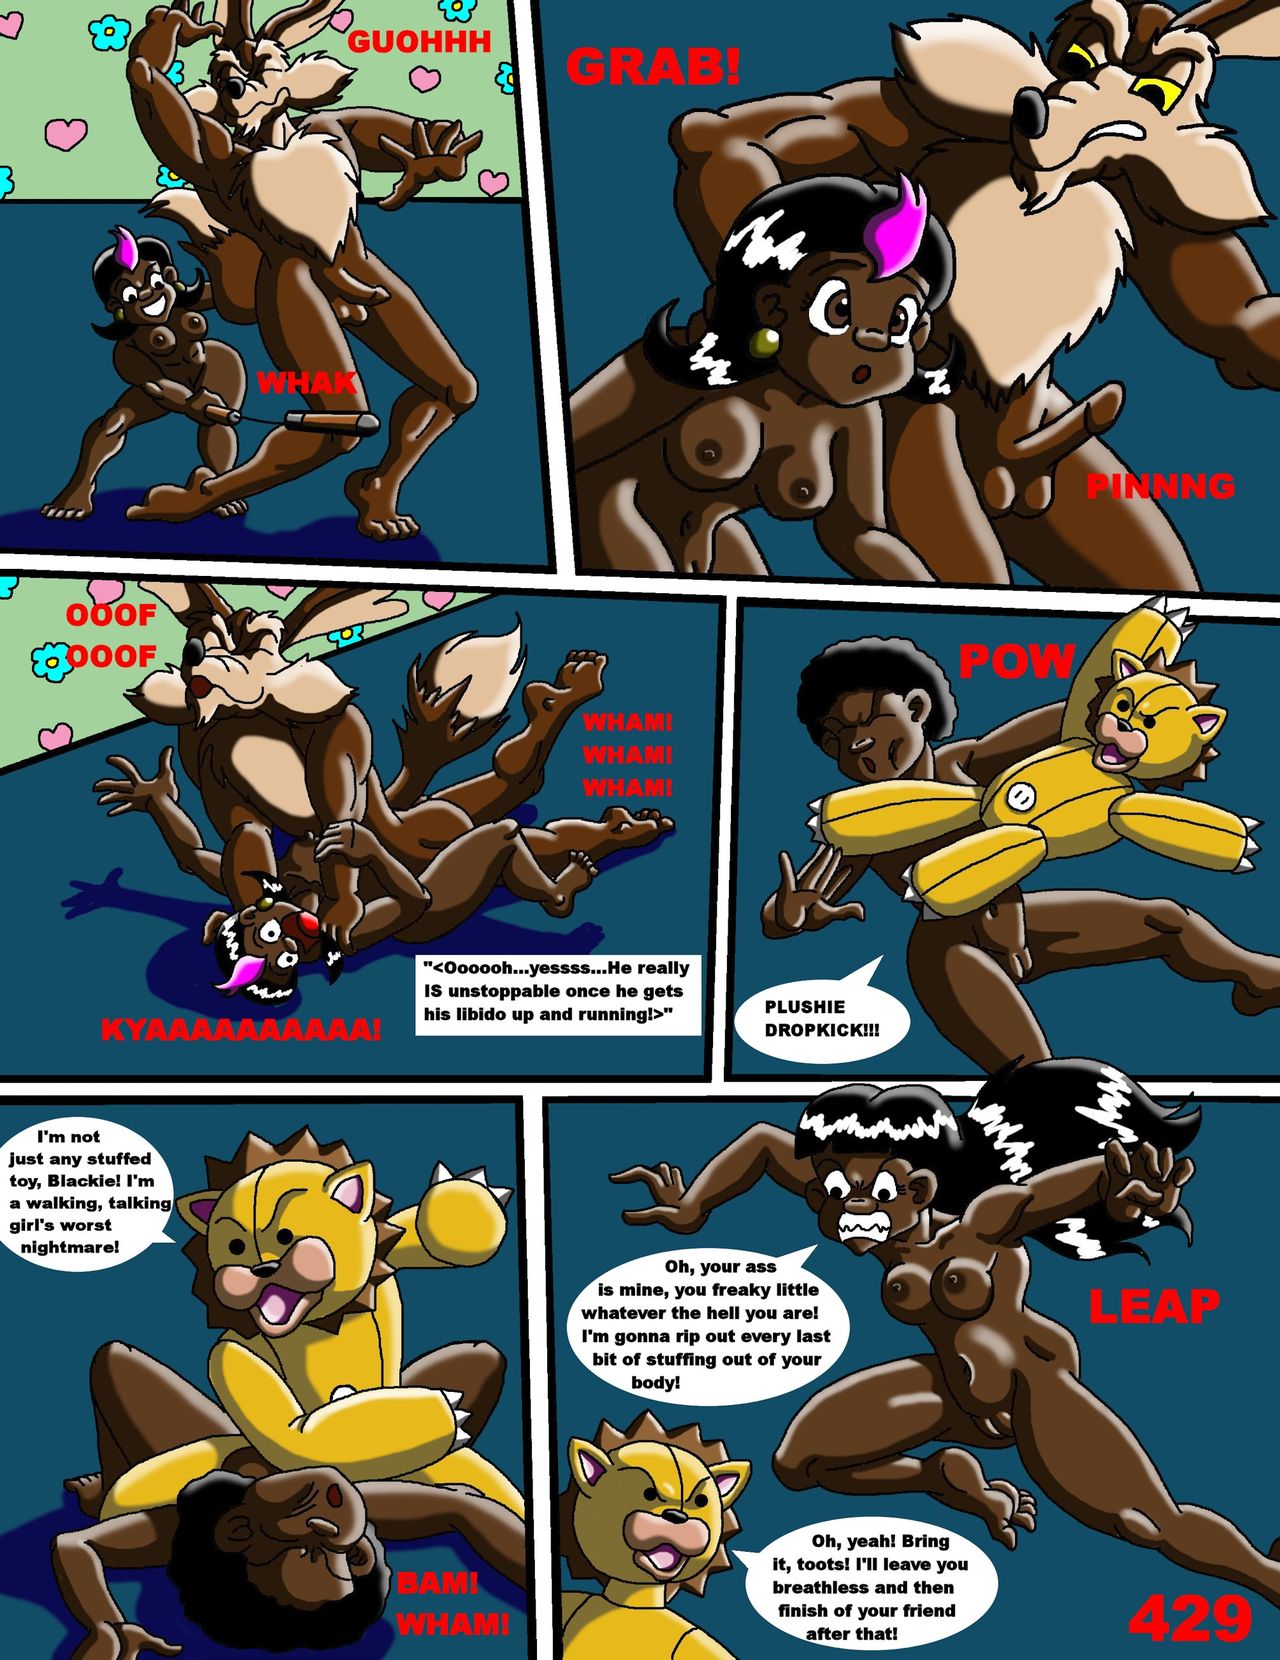 GUOHHH
WHAK
GRAB!
PINNNG
OOOF
OOOF
WHAM!
WHAM!
WHAM!
"<Oooooh...yessss...He really
IS unstoppable once he gets
his libido up and running!>"
KYAAAAAAAAAA!
POW
PLUSHIE
DROPKICK!!!
I'm not
just any stuffed
toy, Blackie! I'm
a walking, talking
girl's worst
nightmare!
BAM!
WHAM!
Oh, your ass
is mine, you freaky little
whatever the hell you are!
I'm gonna rip out every last
bit of stuffing out of your
body!
LEAP
Oh, yeah! Bring
it, toots! I'll leave you
breathless and then
finish of your friend
after that!
429